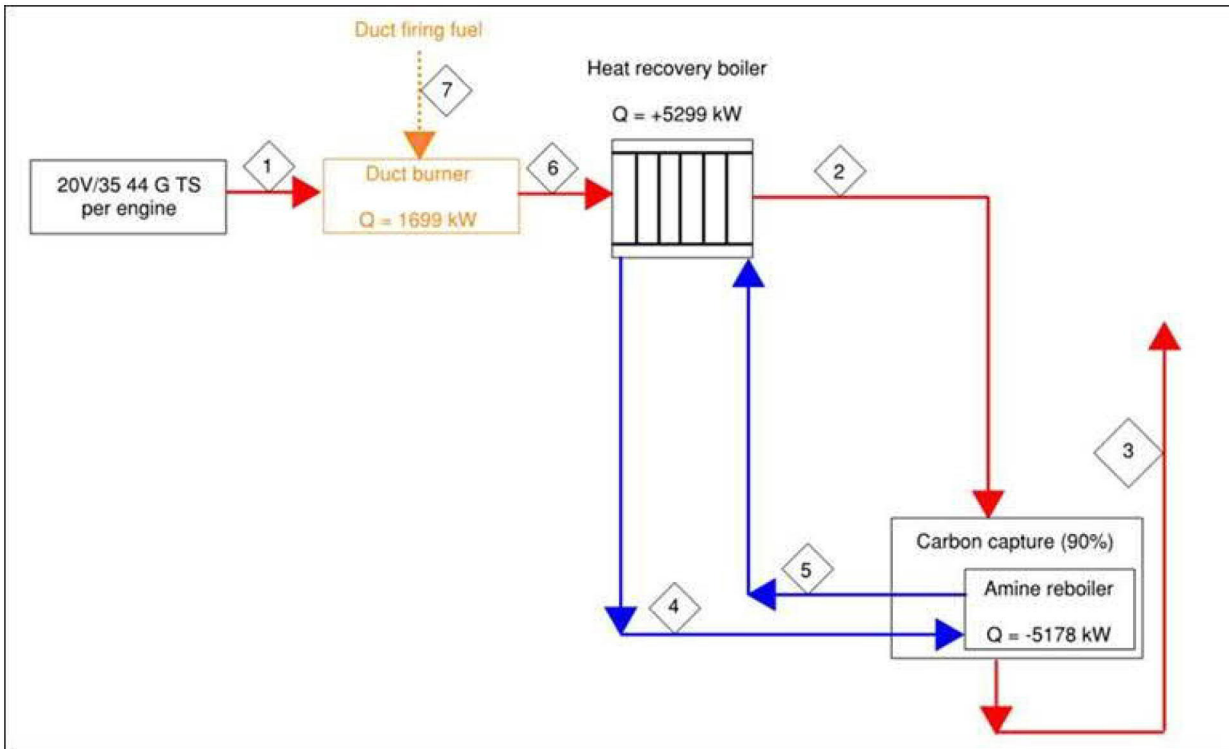 Duct firing fuel
7
Heat recovery boiler
Q = +5299 kW
1
6
2
20V/35 44 G TS
per engine
Duct burner
Q = 1699 kW
3
Carbon capture (90%)
5
Amine reboiler
4
Q = -5178 kW